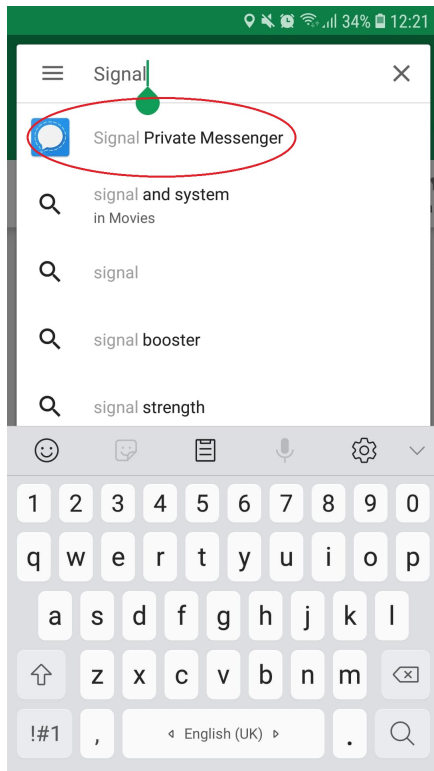 34% 12:21
Signal
Signal Private Messenger
signal and system
in Movies
signal
signal booster
signal strength
1 2 3 4 5 6 7 8 9 0
q w e r t y u i o p
a s d f g h j k l
z x c v b n m
!#1 , English (UK) .